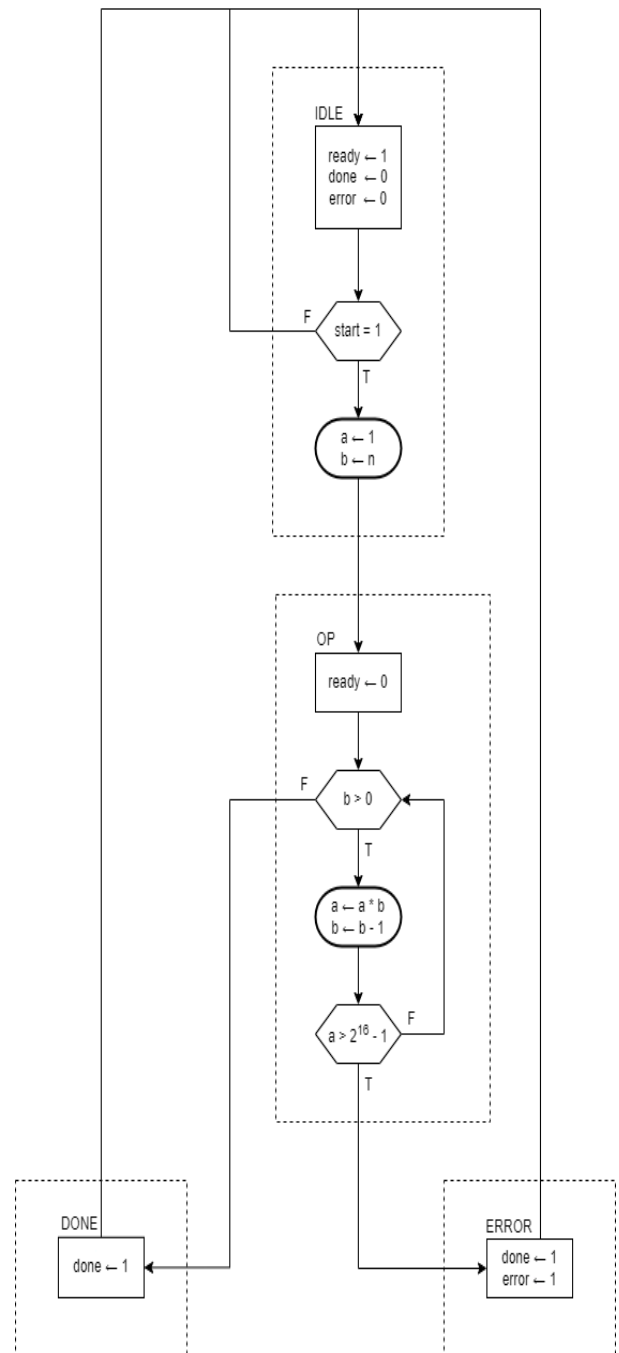 IDLE
ready ← 1
done ← 0
error ← 0
F
start = 1
T
a ← 1
b ← n
OP
ready ← 0
F
b > 0
T
a ← a * b
b ← b - 1
a > 2¹⁶ - 1
F
T
DONE
done ← 1
ERROR
done ← 1
error ← 1